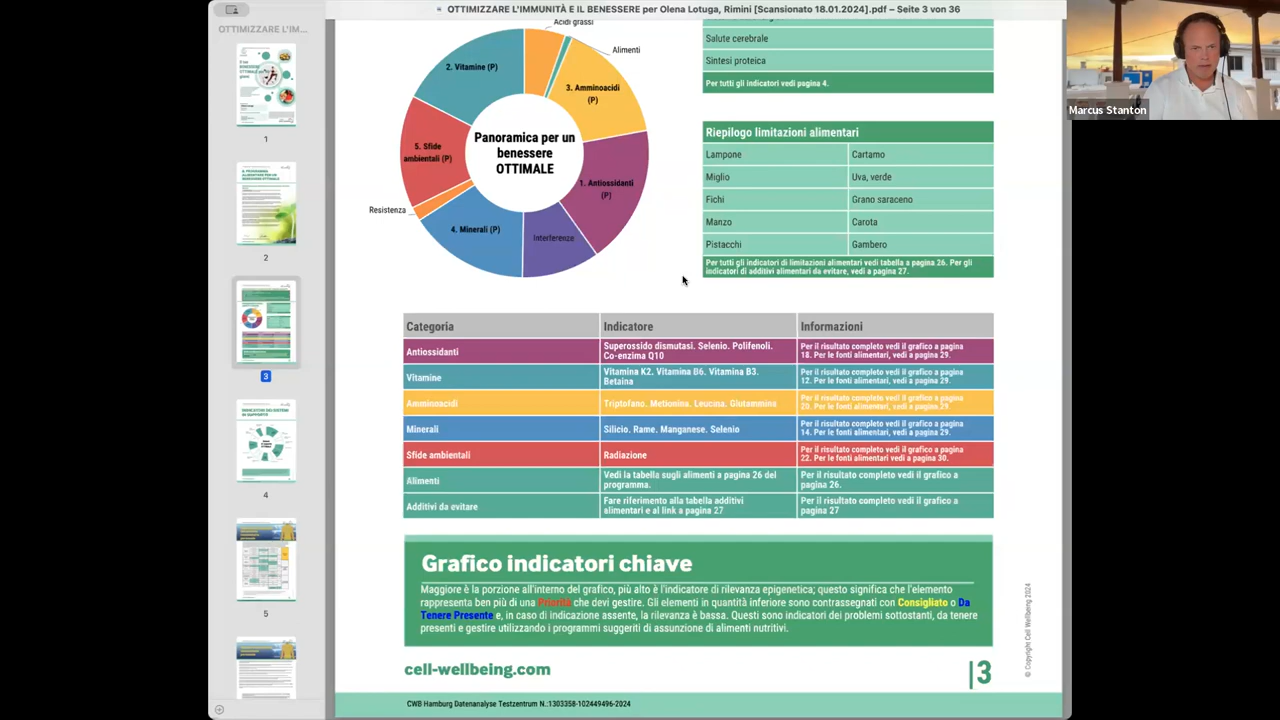 OTTIMIZZARE L'IMMUNITÀ E IL BENESSERE per Olena Lotuga, Rimini [Scansionato 18.01.2024].pdf – Seite 3 von 36
OTTIMIZZARE L'IM...
1
2
3
4
5
Marcus Stanton
Acidi grassi
Alimenti
2. Vitamine (P)
3. Amminoacidi
(P)
5. Sfide
ambientali (P)
Panoramica per un
benessere
OTTIMALE
1. Antiossidanti
(P)
Resistenza
4. Minerali (P)
Interferenze
Salute cerebrale
Sintesi proteica
Per tutti gli indicatori vedi pagina 4.
Riepilogo limitazioni alimentari
Lampone Cartamo
Miglio Uva, verde
Fichi Grano saraceno
Manzo Carota
Pistacchi Gambero
Per tutti gli indicatori di limitazioni alimentari vedi tabella a pagina 26. Per gli
indicatori di additivi alimentari da evitare, vedi a pagina 27.
Categoria Indicatore Informazioni
Antiossidanti Superossido dismutasi. Selenio. Polifenoli. Co-enzima Q10 Per il risultato completo vedi il grafico a pagina 18. Per le fonti alimentari, vedi a pagina 29.
Vitamine Vitamina K2. Vitamina B6. Vitamina B3. Betaina Per il risultato completo vedi il grafico a pagina 12. Per le fonti alimentari, vedi a pagina 29.
Amminoacidi Triptofano. Metionina. Leucina. Glutammina Per il risultato completo vedi il grafico a pagina 20. Per le fonti alimentari, vedi a pagina 29.
Minerali Silicio. Rame. Manganese. Selenio Per il risultato completo vedi il grafico a pagina 14. Per le fonti alimentari, vedi a pagina 29.
Sfide ambientali Radiazione Per il risultato completo vedi il grafico a pagina 22. Per le fonti alimentari, vedi a pagina 30.
Alimenti Vedi la tabella sugli alimenti a pagina 26 del programma. Per il risultato completo vedi il grafico a pagina 26.
Additivi da evitare Fare riferimento alla tabella additivi alimentari e al link a pagina 27 Per il risultato completo vedi il grafico a pagina 27
Grafico indicatori chiave
Maggiore è la porzione all'interno del grafico, più alto è l'indicatore di rilevanza epigenetica; questo significa che l'elemento
rappresenta ben più di una Priorità che devi gestire. Gli elementi in quantità inferiore sono contrassegnati con Consigliato o Da
Tenere Presente e, in caso di indicazione assente, la rilevanza è bassa. Questi sono indicatori dei problemi sottostanti, da tenere
presenti e gestire utilizzando i programmi suggeriti di assunzione di alimenti nutritivi.
cell-wellbeing.com
3
© Copyright Cell Wellbeing 2024
CWB Hamburg Datenanalyse Testzentrum N.:1303358-102449496-2024